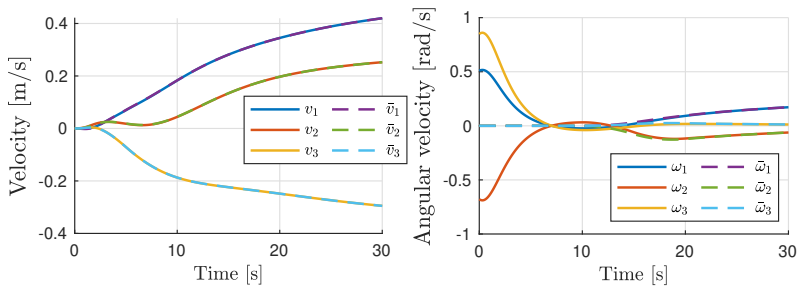 Velocity [m/s]
0.4
0.2
0
-0.2
-0.4
0
10
20
30
Time [s]
v₁ v̄₁
v₂ v̄₂
v₃ v̄₃
Angular velocity [rad/s]
1
0.5
0
-0.5
-1
0
10
20
30
Time [s]
ω₁ ω̄₁
ω₂ ω̄₂
ω₃ ω̄₃